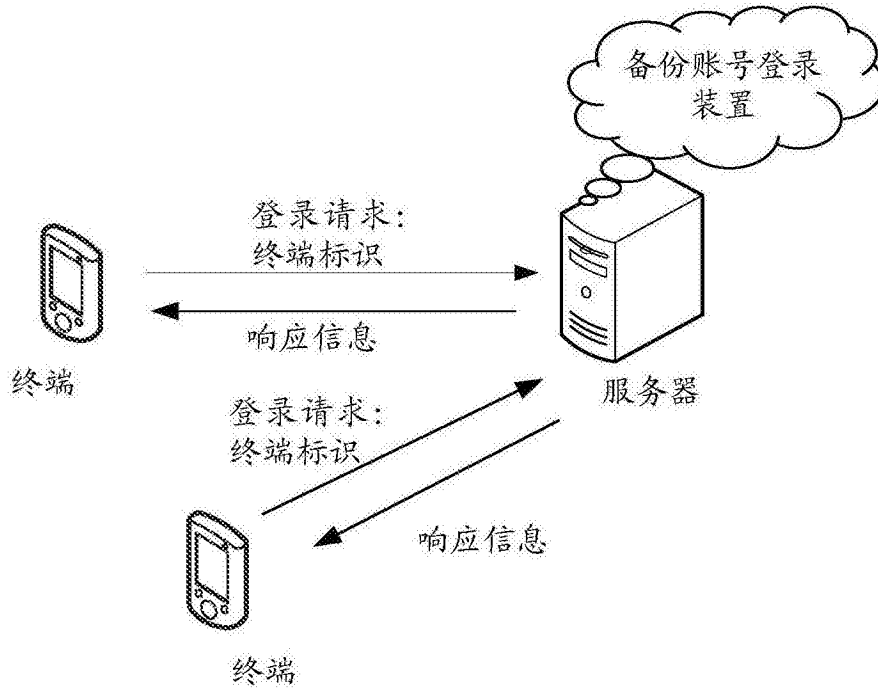 备份账号登录
装置
登录请求：
终端标识
响应信息
终端
服务器
登录请求：
终端标识
响应信息
终端